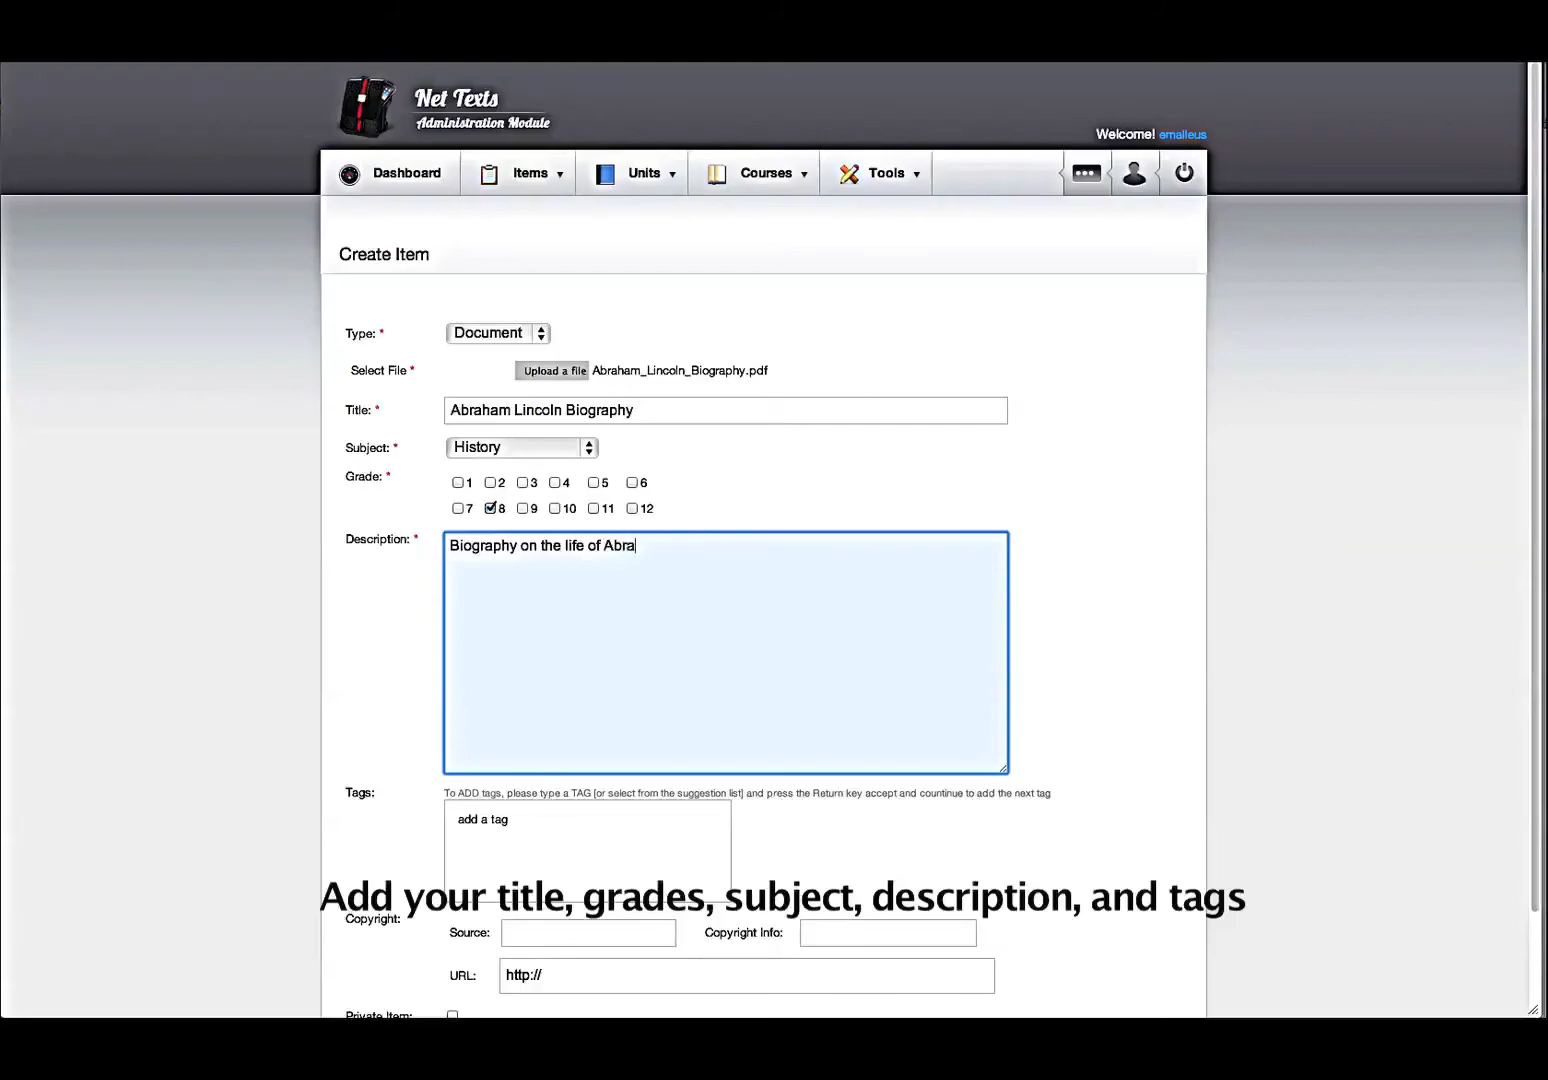 Net Texts
Administration Module
Welcome! emalleus
Dashboard Items Units Courses Tools
Create Item
Type: * Document
Select File * Upload a file Abraham_Lincoln_Biography.pdf
Title: * Abraham Lincoln Biography
Subject: * History
Grade: * 1 2 3 4 5 6
7 8 9 10 11 12
Description: * Biography on the life of Abra
Tags: To ADD tags, please type a TAG [or select from the suggestion list] and press the Return key accept and countinue to add the next tag
add a tag
Add your title, grades, subject, description, and tags
Copyright:
Source: Copyright Info:
URL: http://
Private Item: